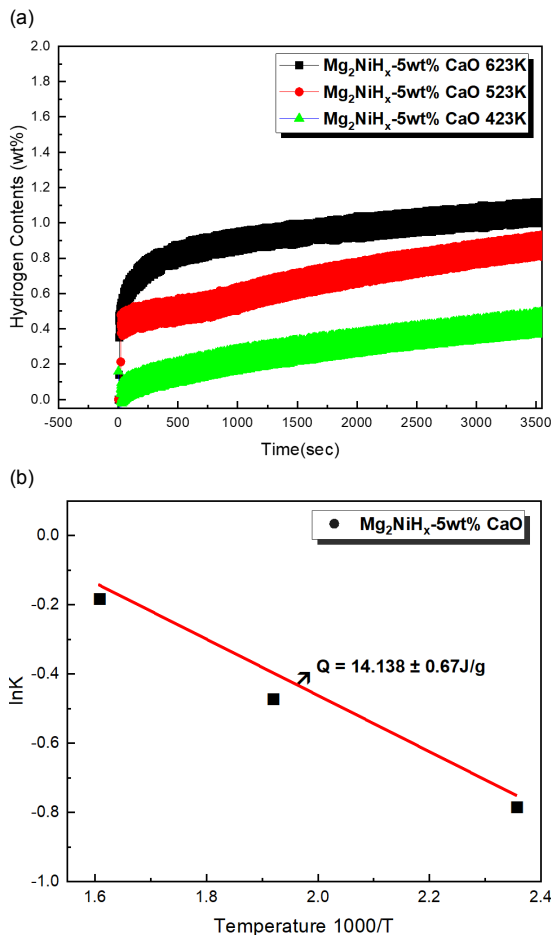 (a)
2.0
1.8
1.6
1.4
1.2
1.0
0.8
0.6
0.4
0.2
0.0
Hydrogen Contents (wt%)
Mg₂NiHₓ-5wt% CaO 623K
Mg₂NiHₓ-5wt% CaO 523K
Mg₂NiHₓ-5wt% CaO 423K
-500 0 500 1000 1500 2000 2500 3000 3500
Time(sec)
(b)
Mg₂NiHₓ-5wt% CaO
0.0
-0.2
-0.4
-0.6
-0.8
-1.0
lnK
Q = 14.138 ± 0.67J/g
1.6 1.8 2.0 2.2 2.4
Temperature 1000/T